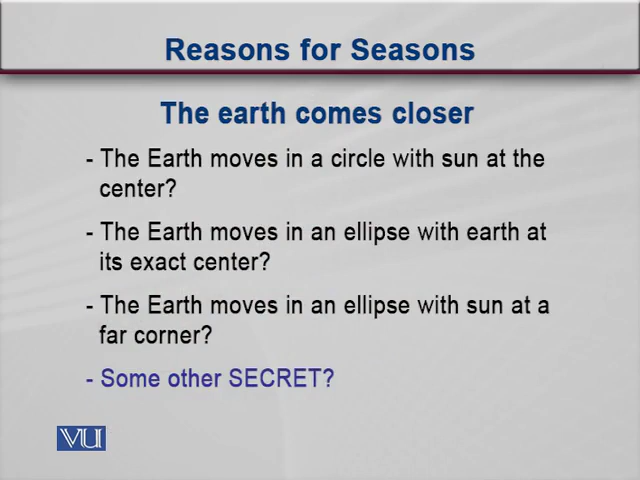 Reasons for Seasons
The earth comes closer
- The Earth moves in a circle with sun at the
center?
- The Earth moves in an ellipse with earth at
its exact center?
- The Earth moves in an ellipse with sun at a
far corner?
- Some other SECRET?
VU